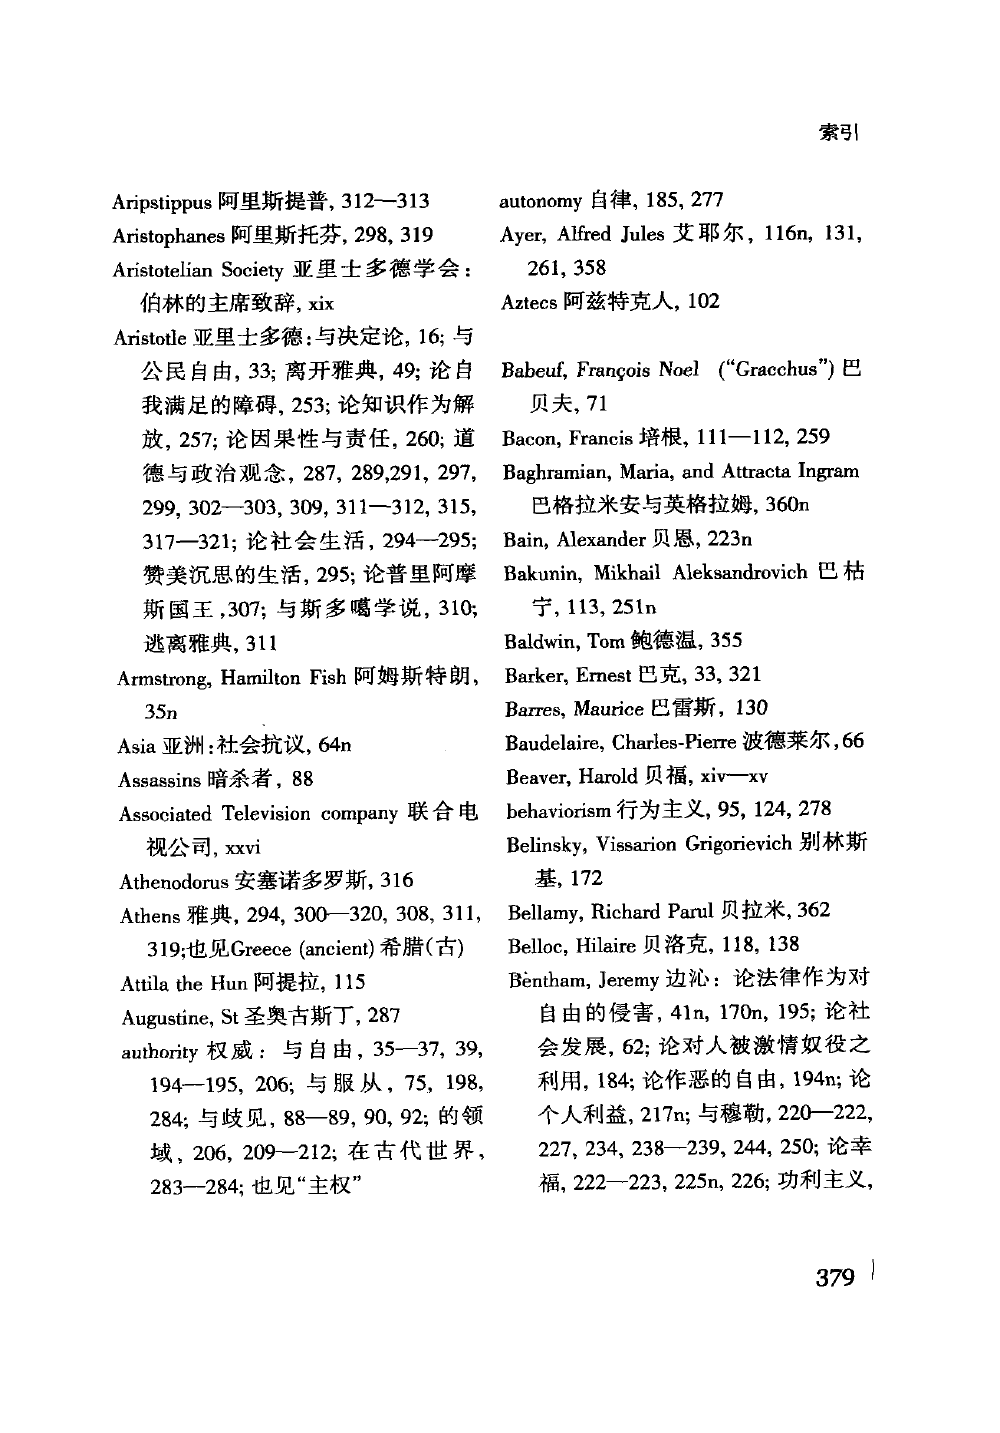 索引
Aripstippus 阿里斯提普, 312—313
Aristophanes 阿里斯托芬, 298, 319
Aristotelian Society 亚里士多德学会:
伯林的主席致辞, xix
Aristotle 亚里士多德:与决定论, 16; 与
公民自由, 33; 离开雅典, 49; 论自
我满足的障碍, 253; 论知识作为解
放, 257; 论因果性与责任, 260; 道
德与政治观念, 287, 289,291, 297,
299, 302—303, 309, 311—312, 315,
317—321; 论社会生活, 294—295;
赞美沉思的生活, 295; 论普里阿摩
斯国王,307; 与斯多噶学说, 310;
逃离雅典, 311
Armstrong, Hamilton Fish 阿姆斯特朗,
35n
Asia 亚洲:社会抗议, 64n
Assassins 暗杀者, 88
Associated Television company 联合电
视公司, xxvi
Athenodorus 安塞诺多罗斯, 316
Athens 雅典, 294, 300—320, 308, 311,
319;也见Greece (ancient) 希腊(古)
Attila the Hun 阿提拉, 115
Augustine, St 圣奥古斯丁, 287
authority 权威: 与自由, 35—37, 39,
194—195, 206; 与服从, 75, 198,
284; 与歧见, 88—89, 90, 92; 的领
域, 206, 209—212; 在古代世界,
283—284; 也见“主权”
autonomy 自律, 185, 277
Ayer, Alfred Jules 艾耶尔, 116n, 131,
261, 358
Aztecs 阿兹特克人, 102
Babeuf, François Noel (“Gracchus”) 巴
贝夫, 71
Bacon, Francis 培根, 111—112, 259
Baghramian, Maria, and Attracta Ingram
巴格拉米安与英格拉姆, 360n
Bain, Alexander 贝恩, 223n
Bakunin, Mikhail Aleksandrovich 巴枯
宁, 113, 251n
Baldwin, Tom 鲍德温, 355
Barker, Ernest 巴克, 33, 321
Barres, Maurice 巴雷斯, 130
Baudelaire, Charles-Pierre 波德莱尔,66
Beaver, Harold 贝福, xiv—xv
behaviorism 行为主义, 95, 124, 278
Belinsky, Vissarion Grigorievich 别林斯
基, 172
Bellamy, Richard Parul 贝拉米, 362
Belloc, Hilaire 贝洛克, 118, 138
Bentham, Jeremy 边沁: 论法律作为对
自由的侵害, 41n, 170n, 195; 论社
会发展, 62; 论对人被激情奴役之
利用, 184; 论作恶的自由, 194n; 论
个人利益, 217n; 与穆勒, 220—222,
227, 234, 238—239, 244, 250; 论幸
福, 222—223, 225n, 226; 功利主义,
379